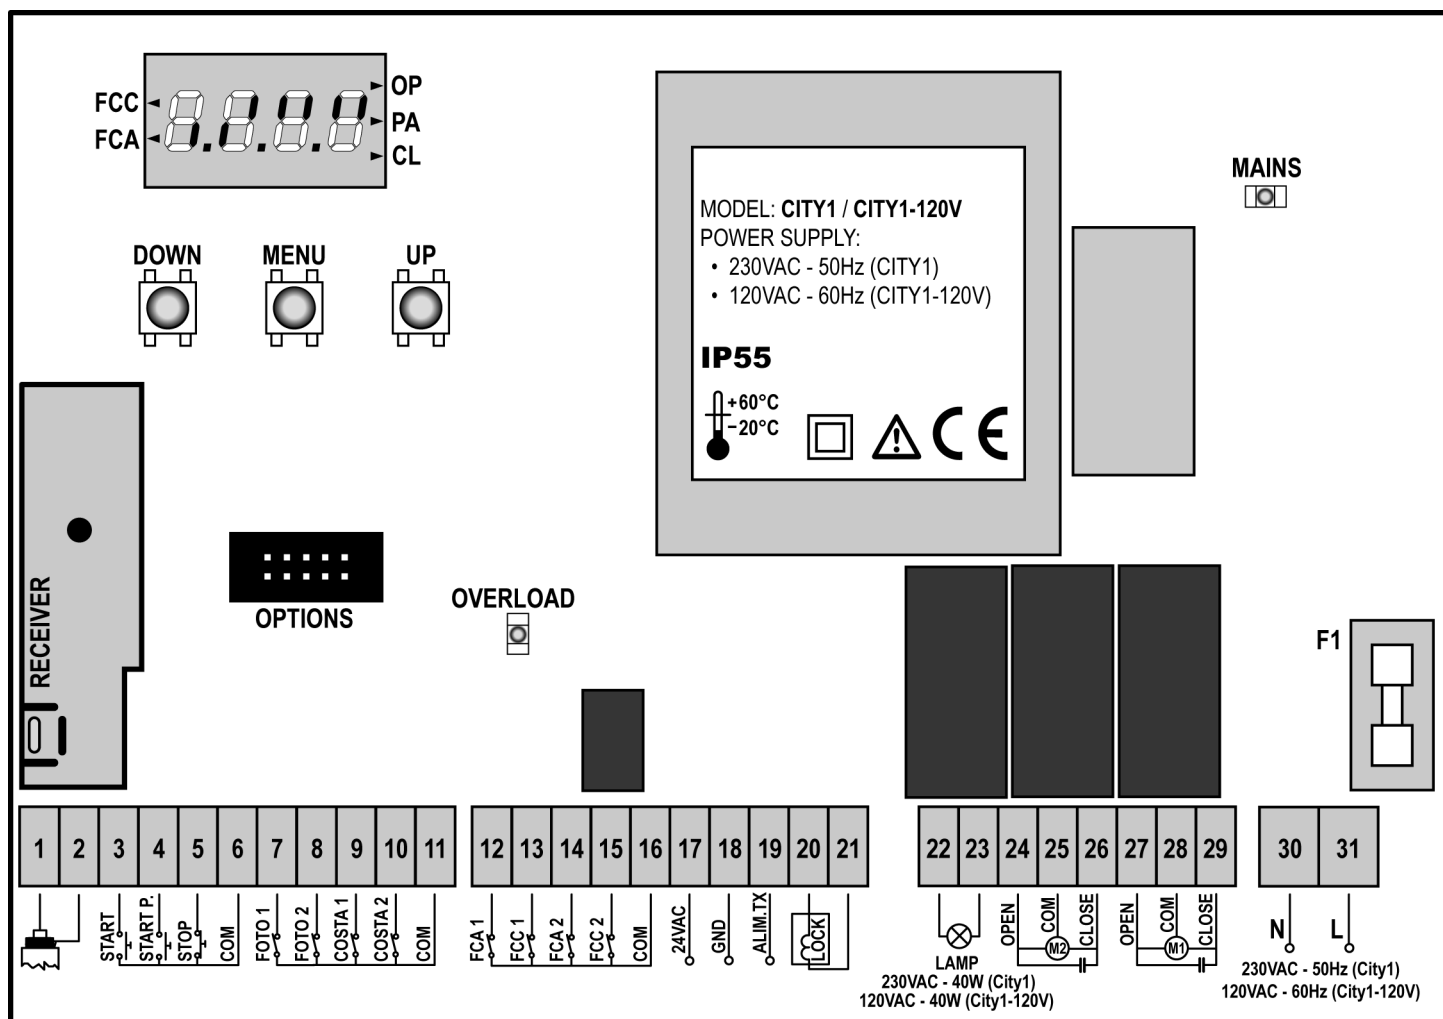 FCC
FCA
OP
PA
CL
DOWN
MENU
UP
MODEL: CITY1 / CITY1-120V
POWER SUPPLY:
• 230VAC - 50Hz (CITY1)
• 120VAC - 60Hz (CITY1-120V)
IP55
+60°C
-20°C
CE
MAINS
RECEIVER
OPTIONS
OVERLOAD
F1
1 2 3 4 5 6 7 8 9 10 11
12 13 14 15 16 17 18 19 20 21
22 23 24 25 26 27 28 29
30 31
START
START P.
STOP
COM
FOTO 1
FOTO 2
COSTA 1
COSTA 2
COM
FCA 1
FCC 1
FCA 2
FCC 2
COM
24VAC
GND
ALIM.TX
LOCK
LAMP
230VAC - 40W (City1)
120VAC - 40W (City1-120V)
OPEN
COM
CLOSE
M2
OPEN
COM
CLOSE
M1
N
L
230VAC - 50Hz (City1)
120VAC - 60Hz (City1-120V)